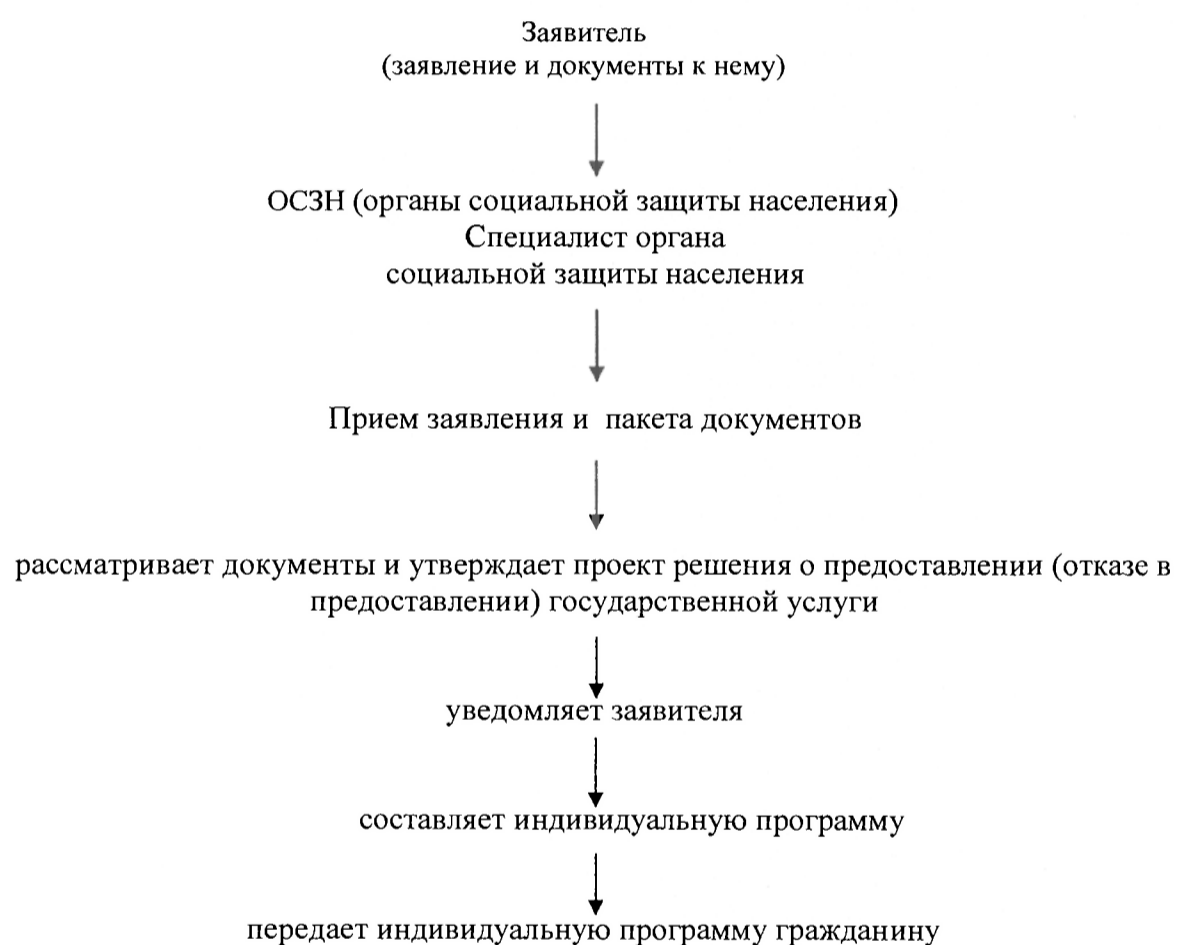 Заявитель
(заявление и документы к нему)
ОСЗН (органы социальной защиты населения)
Специалист органа
социальной защиты населения
Прием заявления и пакета документов
рассматривает документы и утверждает проект решения о предоставлении (отказе в
предоставлении) государственной услуги
уведомляет заявителя
составляет индивидуальную программу
передает индивидуальную программу гражданину